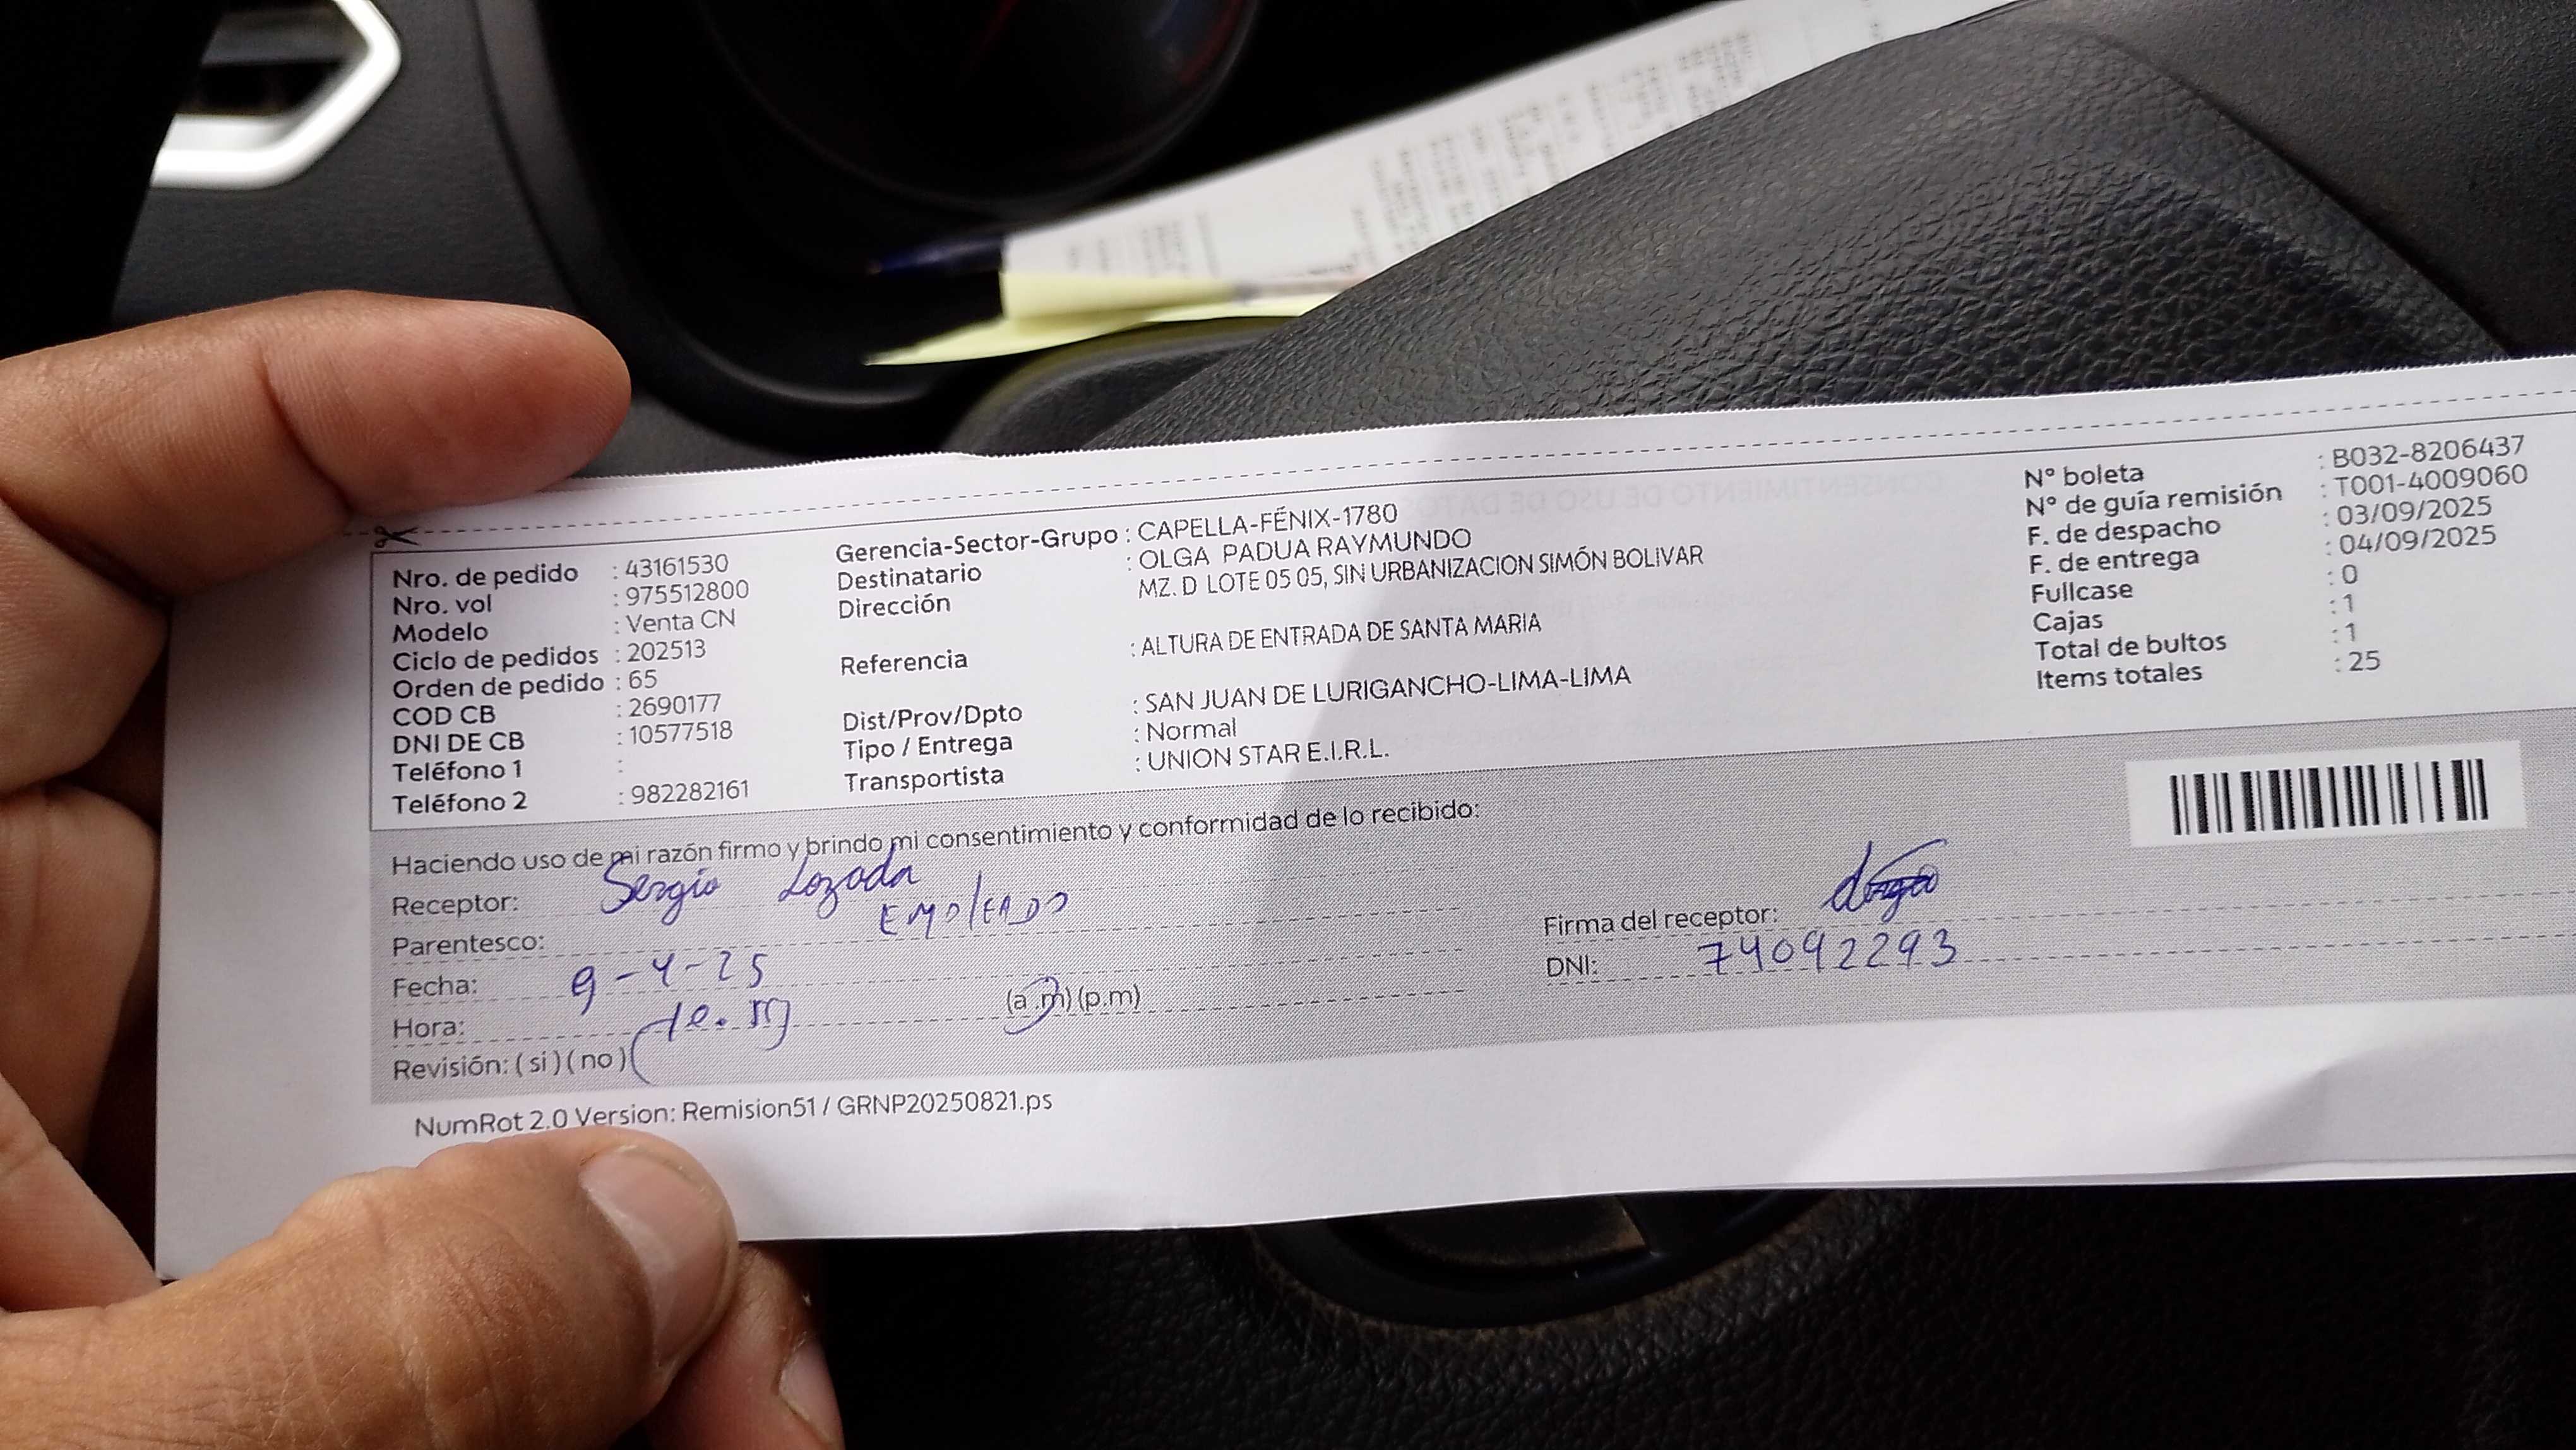 Nro. de pedido : 43161530
Nro. vol : 975512800
Modelo : Venta CN
Ciclo de pedidos : 202513
Orden de pedido : 65
COD CB : 2690177
DNI DE CB : 10577518
Teléfono 1 :
Teléfono 2 : 982282161
Gerencia-Sector-Grupo : CAPELLA-FÉNIX-1780
Destinatario : OLGA PADUA RAYMUNDO
Dirección MZ. D LOTE 05 05, SIN URBANIZACION SIMÓN BOLIVAR
Referencia : ALTURA DE ENTRADA DE SANTA MARIA
Dist/Prov/Dpto : SAN JUAN DE LURIGANCHO-LIMA-LIMA
Tipo / Entrega : Normal
Transportista : UNION STAR E.I.R.L.
Nº boleta : B032-8206437
Nº de guía remisión : T001-4009060
F. de despacho : 03/09/2025
F. de entrega : 04/09/2025
Fullcase : 0
Cajas : 1
Total de bultos : 1
Items totales : 25
Haciendo uso de mi razón firmo y brindo mi consentimiento y conformidad de lo recibido:
Receptor: Sergio Lozada
Parentesco: EMPLEADO
Fecha: 9-4-25
Hora: (a.m) (p.m)
Revisión: ( si ) ( no )
Firma del receptor:
DNI: 74092293
NumRot 2.0 Version: Remision51 / GRNP20250821.ps